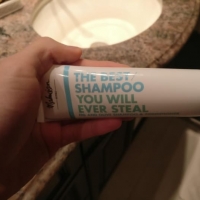 THE BEST
SHAMPOO
YOU WILL
EVER STEAL